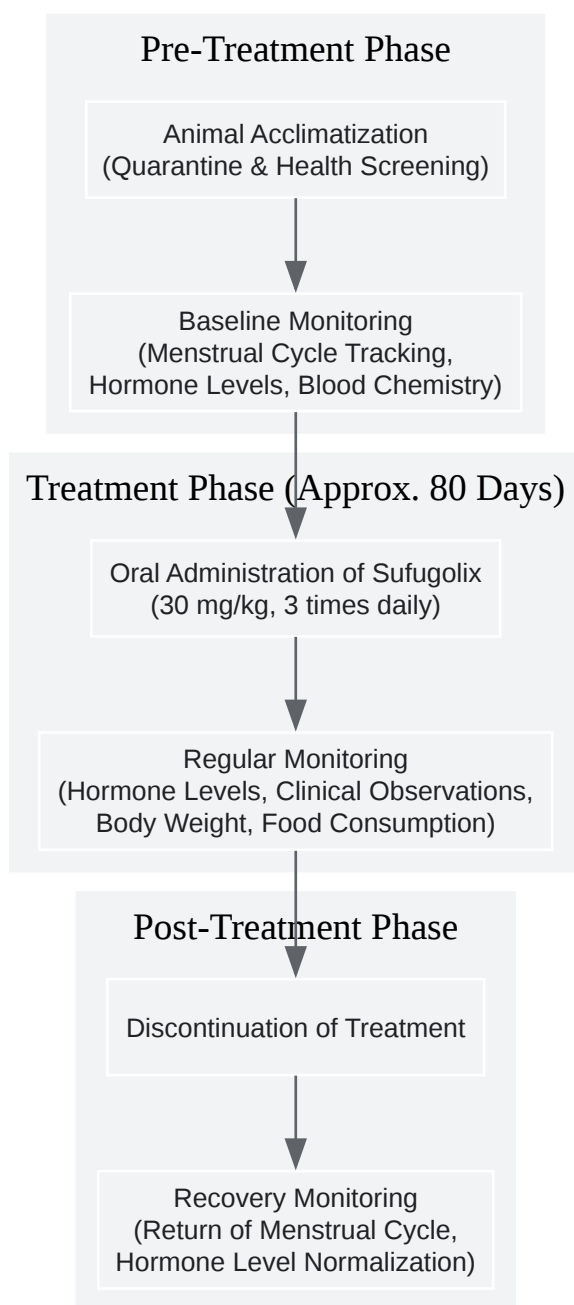 Pre-Treatment Phase
Animal Acclimatization
(Quarantine & Health Screening)
Baseline Monitoring
(Menstrual Cycle Tracking,
Hormone Levels, Blood Chemistry)
Treatment Phase (Approx. 80 Days)
Oral Administration of Sufugolix
(30 mg/kg, 3 times daily)
Regular Monitoring
(Hormone Levels, Clinical Observations,
Body Weight, Food Consumption)
Post-Treatment Phase
Discontinuation of Treatment
Recovery Monitoring
(Return of Menstrual Cycle,
Hormone Level Normalization)